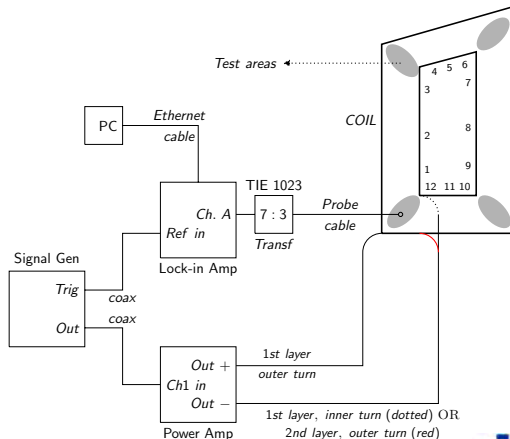 Test areas
6
5
4
7
3
COIL
8
2
Ethernet
PC
cable
9
1
12 11 10
TIE 1023
Ch. A
7 : 3
Probe
cable
Ref in
Transf
Lock-in Amp
Signal Gen
Trig
coax
coax
Out
1st layer
outer turn
Out +
Ch1 in
Out −
1st layer, inner turn (dotted) OR
2nd layer, outer turn (red)
Power Amp